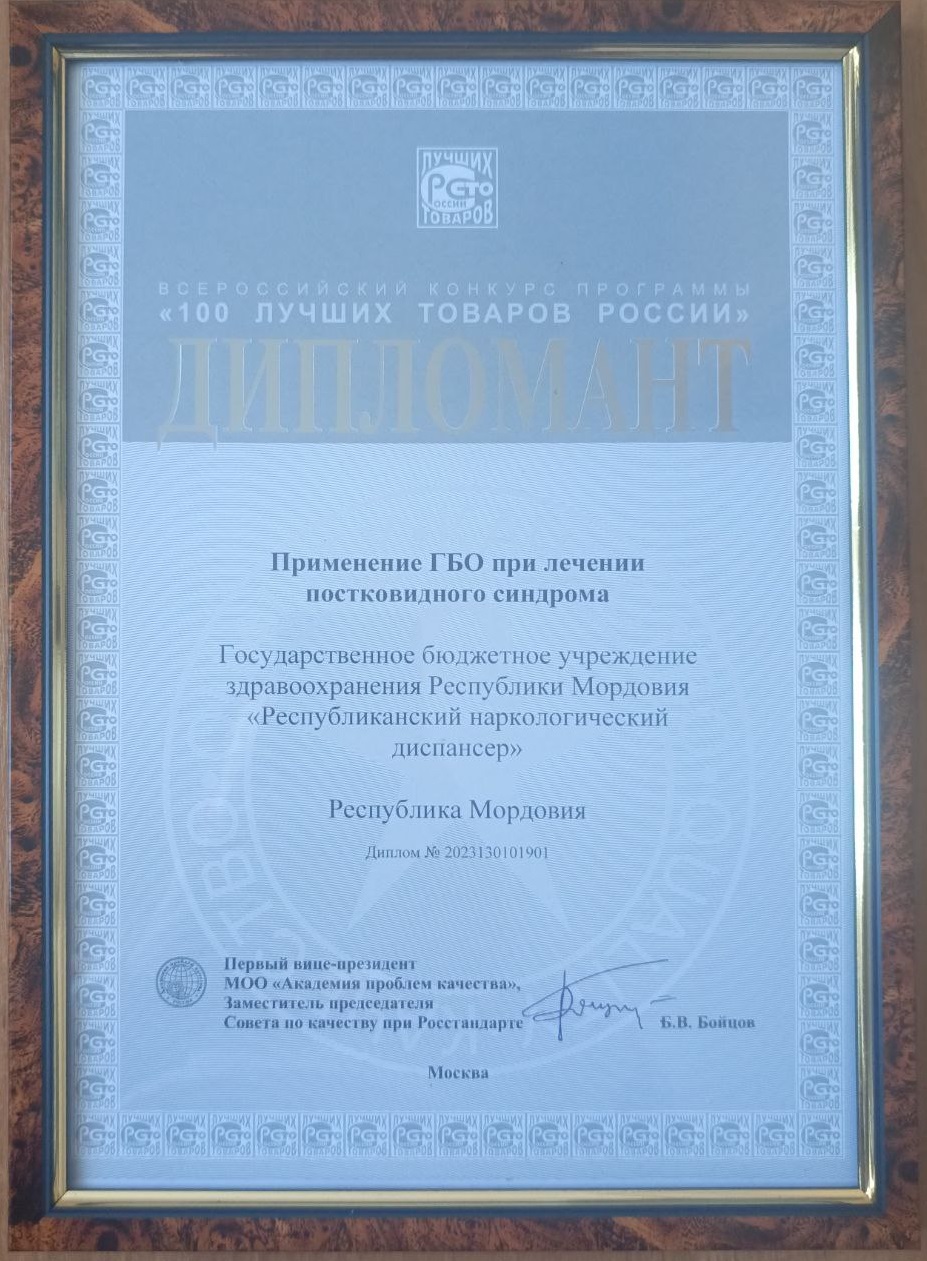 ЛУЧШИХ
PGTO
РОССИИ
ТОВАРОВ
ВСЕРОССИЙСКИЙ КОНКУРС ПРОГРАММЫ
«100 ЛУЧШИХ ТОВАРОВ РОССИИ»
ДИПЛОМАНТ
Применение ГБО при лечении
постковидного синдрома
Государственное бюджетное учреждение
здравоохранения Республики Мордовия
«Республиканский наркологический
диспансер»
Республика Мордовия
Диплом № 2023130101901
Первый вице-президент
МОО «Академия проблем качества»,
Заместитель председателя
Совета по качеству при Росстандарте
Б.В. Бойцов
Москва